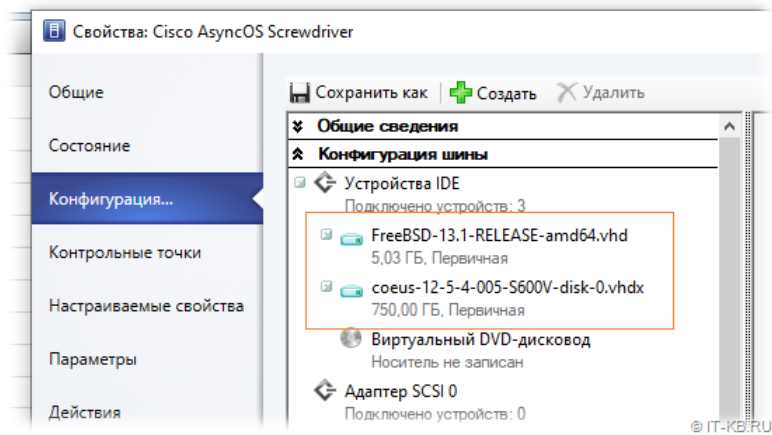 Свойства: Cisco AsyncOS Screwdriver
Общие
Состояние
Конфигурация...
Контрольные точки
Настраиваемые свойства
Параметры
Действия
Сохранить как
Создать
Удалить
Общие сведения
Конфигурация шины
Устройства IDE
Подключено устройств: 3
FreeBSD-13.1-RELEASE-amd64.vhd
5,03 ГБ, Первичная
coeus-12-5-4-005-S600V-disk-0.vhdx
750,00 ГБ, Первичная
Виртуальный DVD-дисковод
Носитель не записан
Адаптер SCSI 0
Подключено устройств: 0
© IT-KB.RU